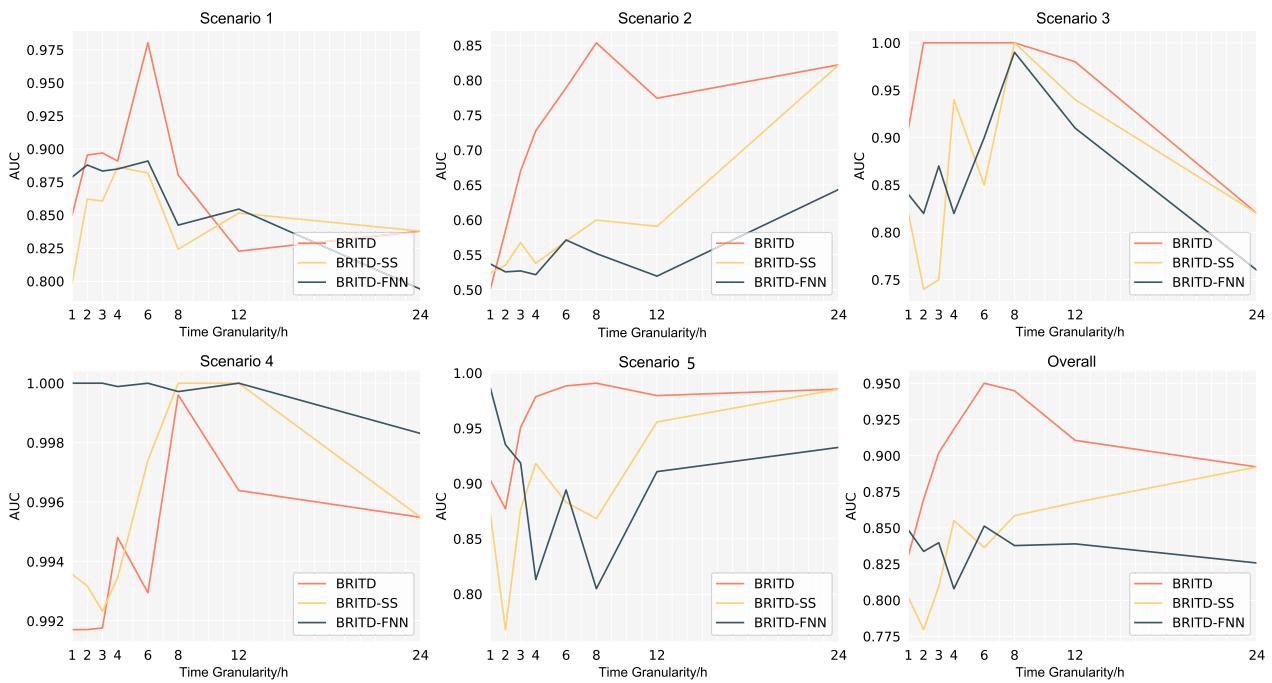 Scenario 1
AUC
0.975
0.950
0.925
0.900
0.875
0.850
0.825
0.800
BRITD
BRITD-SS
BRITD-FNN
1 2 3 4 6 8 12 24
Time Granularity/h
Scenario 2
AUC
0.85
0.80
0.75
0.70
0.65
0.60
0.55
0.50
BRITD
BRITD-SS
BRITD-FNN
1 2 3 4 6 8 12 24
Time Granularity/h
Scenario 3
AUC
1.00
0.95
0.90
0.85
0.80
0.75
BRITD
BRITD-SS
BRITD-FNN
1 2 3 4 6 8 12 24
Time Granularity/h
Scenario 4
AUC
1.000
0.998
0.996
0.994
0.992
BRITD
BRITD-SS
BRITD-FNN
1 2 3 4 6 8 12 24
Time Granularity/h
Scenario 5
AUC
1.00
0.95
0.90
0.85
0.80
BRITD
BRITD-SS
BRITD-FNN
1 2 3 4 6 8 12 24
Time Granularity/h
Overall
AUC
0.950
0.925
0.900
0.875
0.850
0.825
0.800
0.775
BRITD
BRITD-SS
BRITD-FNN
1 2 3 4 6 8 12 24
Time Granularity/h